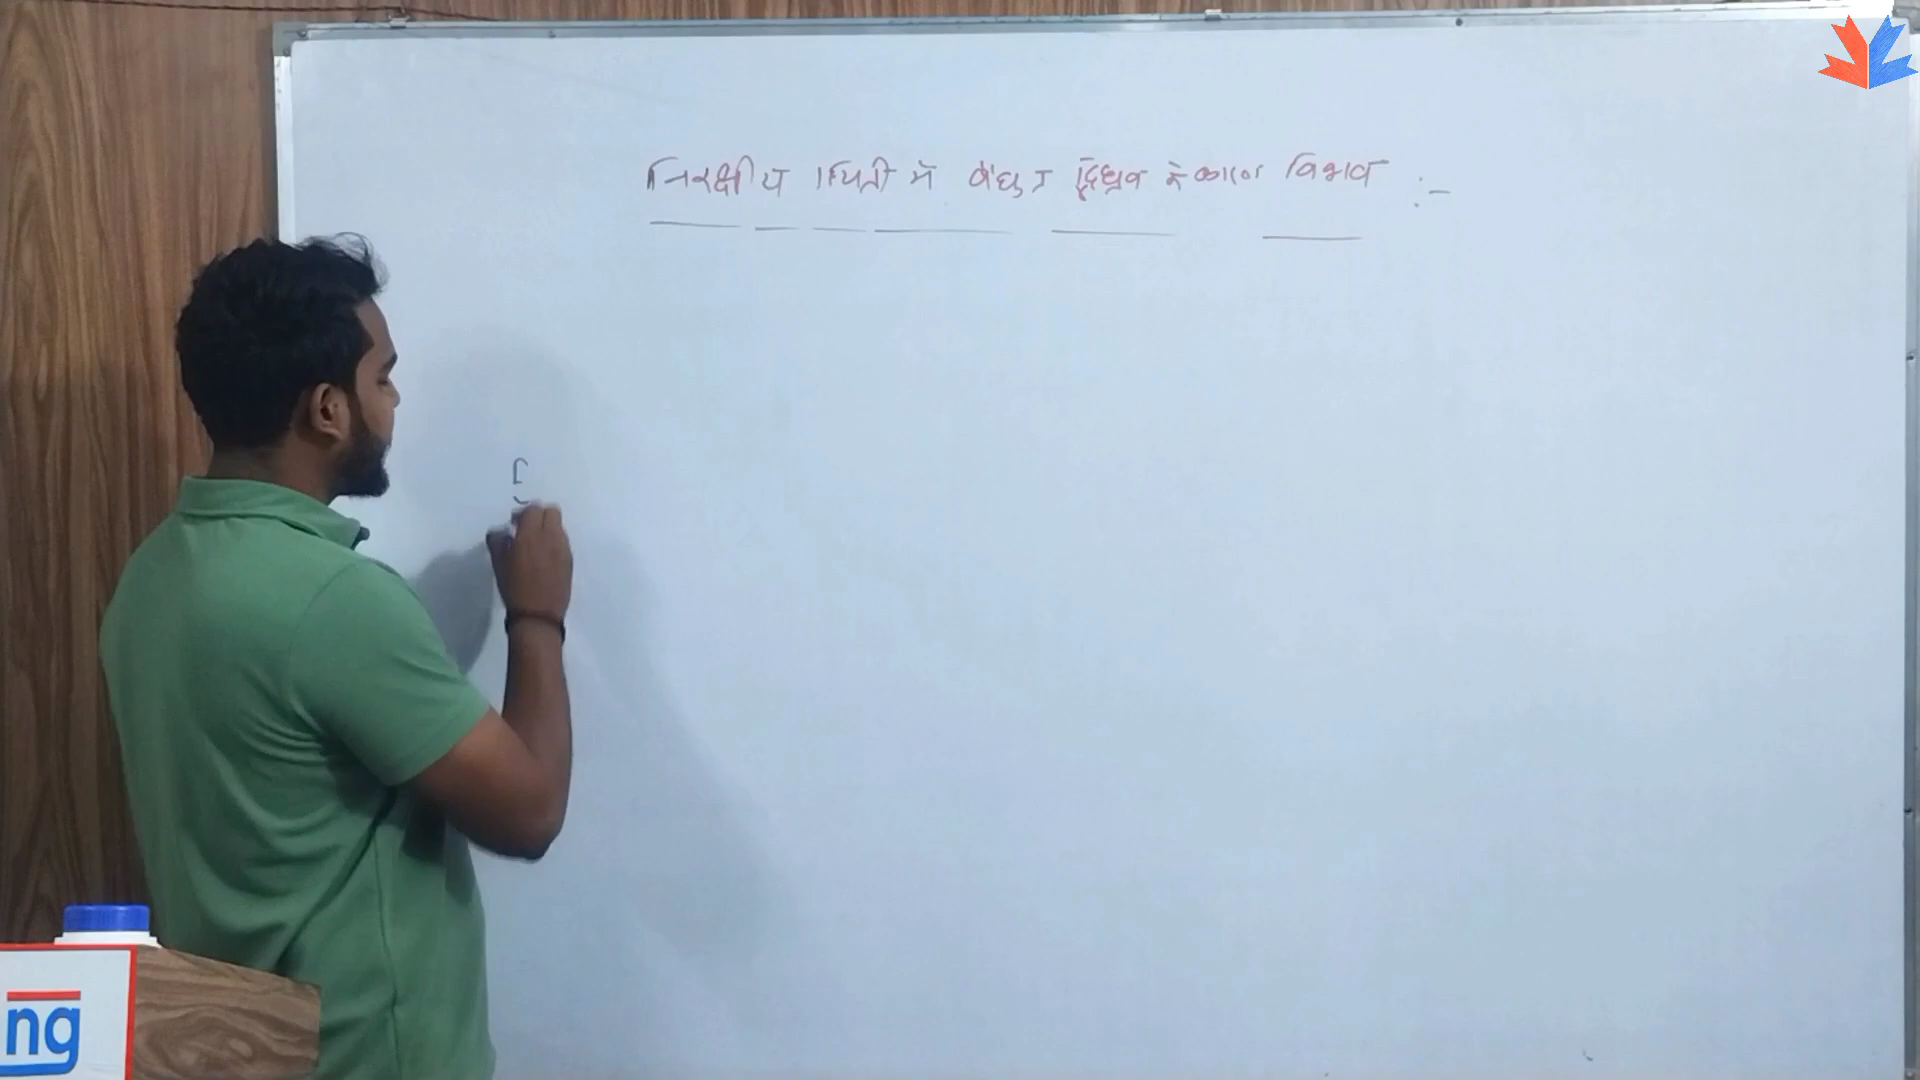 निरक्षीय स्थिती में वैद्युत द्विध्रुव के कारण विभव :-
ng